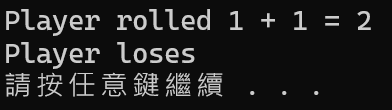 Player rolled 1 + 1 = 2
Player loses
請按任意鍵繼續 . . .